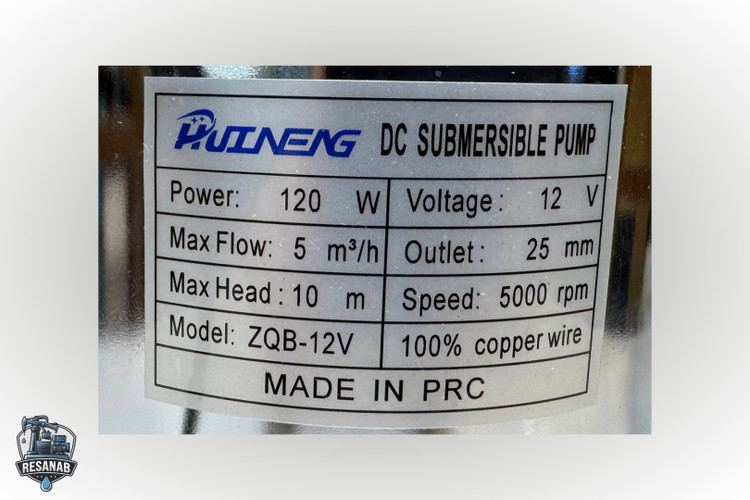 HUINENG DC SUBMERSIBLE PUMP
Power: 120 W Voltage: 12 V
Max Flow: 5 m³/h Outlet: 25 mm
Max Head: 10 m Speed: 5000 rpm
Model: ZQB-12V 100% copper wire
MADE IN PRC
RESANAB